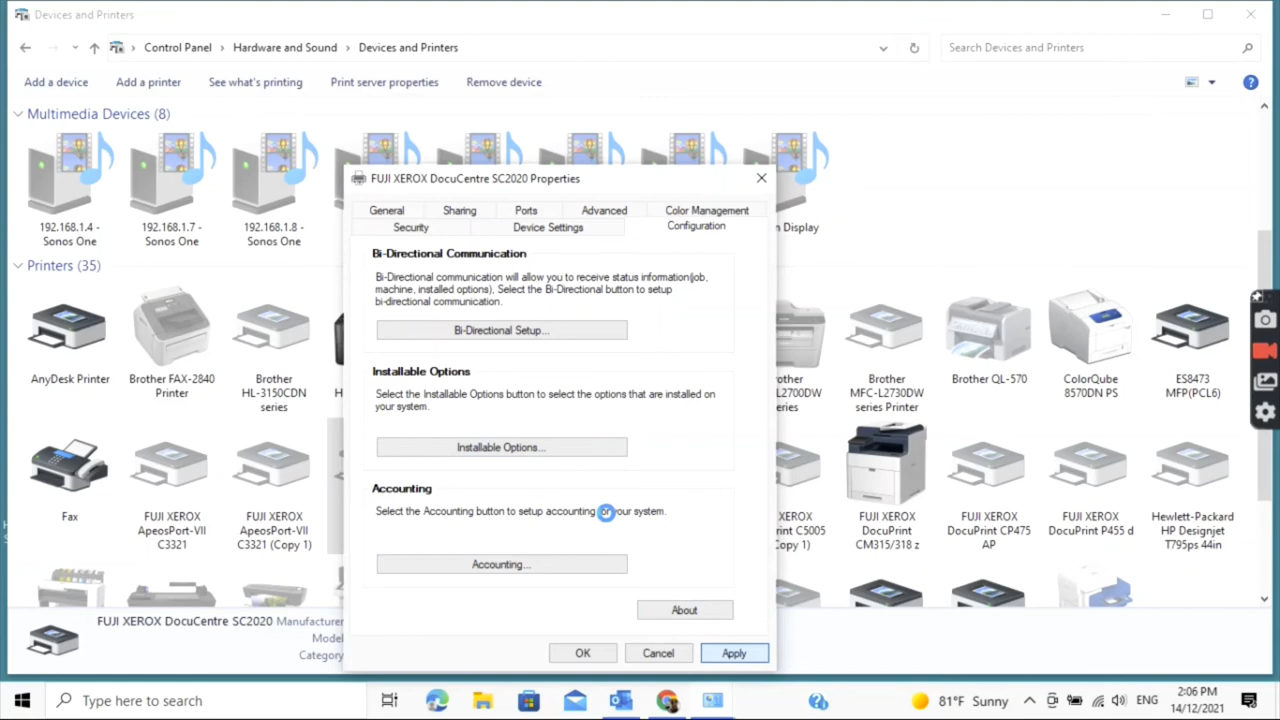 Devices and Printers
Control Panel > Hardware and Sound > Devices and Printers
Search Devices and Printers
Add a device
Add a printer
See what's printing
Print server properties
Remove device
Multimedia Devices (8)
192.168.1.4 -
Sonos One
192.168.1.7 -
Sonos One
192.168.1.8 -
Sonos One
Display
Printers (35)
AnyDesk Printer
Brother FAX-2840
Printer
Brother
HL-3150CDN
series
L2700DW
Brother
MFC-L2730DW
series Printer
Brother QL-570
ColorQube
8570DN PS
ES8473
MFP(PCL6)
Fax
FUJI XEROX
ApeosPort-VII
C3321
FUJI XEROX
ApeosPort-VII
C3321 (Copy 1)
XEROX
C5005
FUJI XEROX
DocuPrint
CM315/318 z
FUJI XEROX
DocuPrint CP475
AP
FUJI XEROX
DocuPrint P455 d
Hewlett-Packard
HP Designjet
T795ps 44in
FUJI XEROX DocuCentre SC2020 Properties
General
Sharing
Ports
Advanced
Color Management
Security
Device Settings
Configuration
Bi-Directional Communication
Bi-Directional communication will allow you to receive status information(job,
machine, installed options), Select the Bi-Directional button to setup
bi-directional communication.
Bi-Directional Setup...
Installable Options
Select the Installable Options button to select the options that are installed on
your system.
Installable Options...
Accounting
Select the Accounting button to setup accounting for your system.
Accounting...
About
OK
Cancel
Apply
FUJI XEROX DocuCentre SC2020 Manufacturer
Model
Category
Type here to search
81°F Sunny
ENG
2:06 PM
14/12/2021